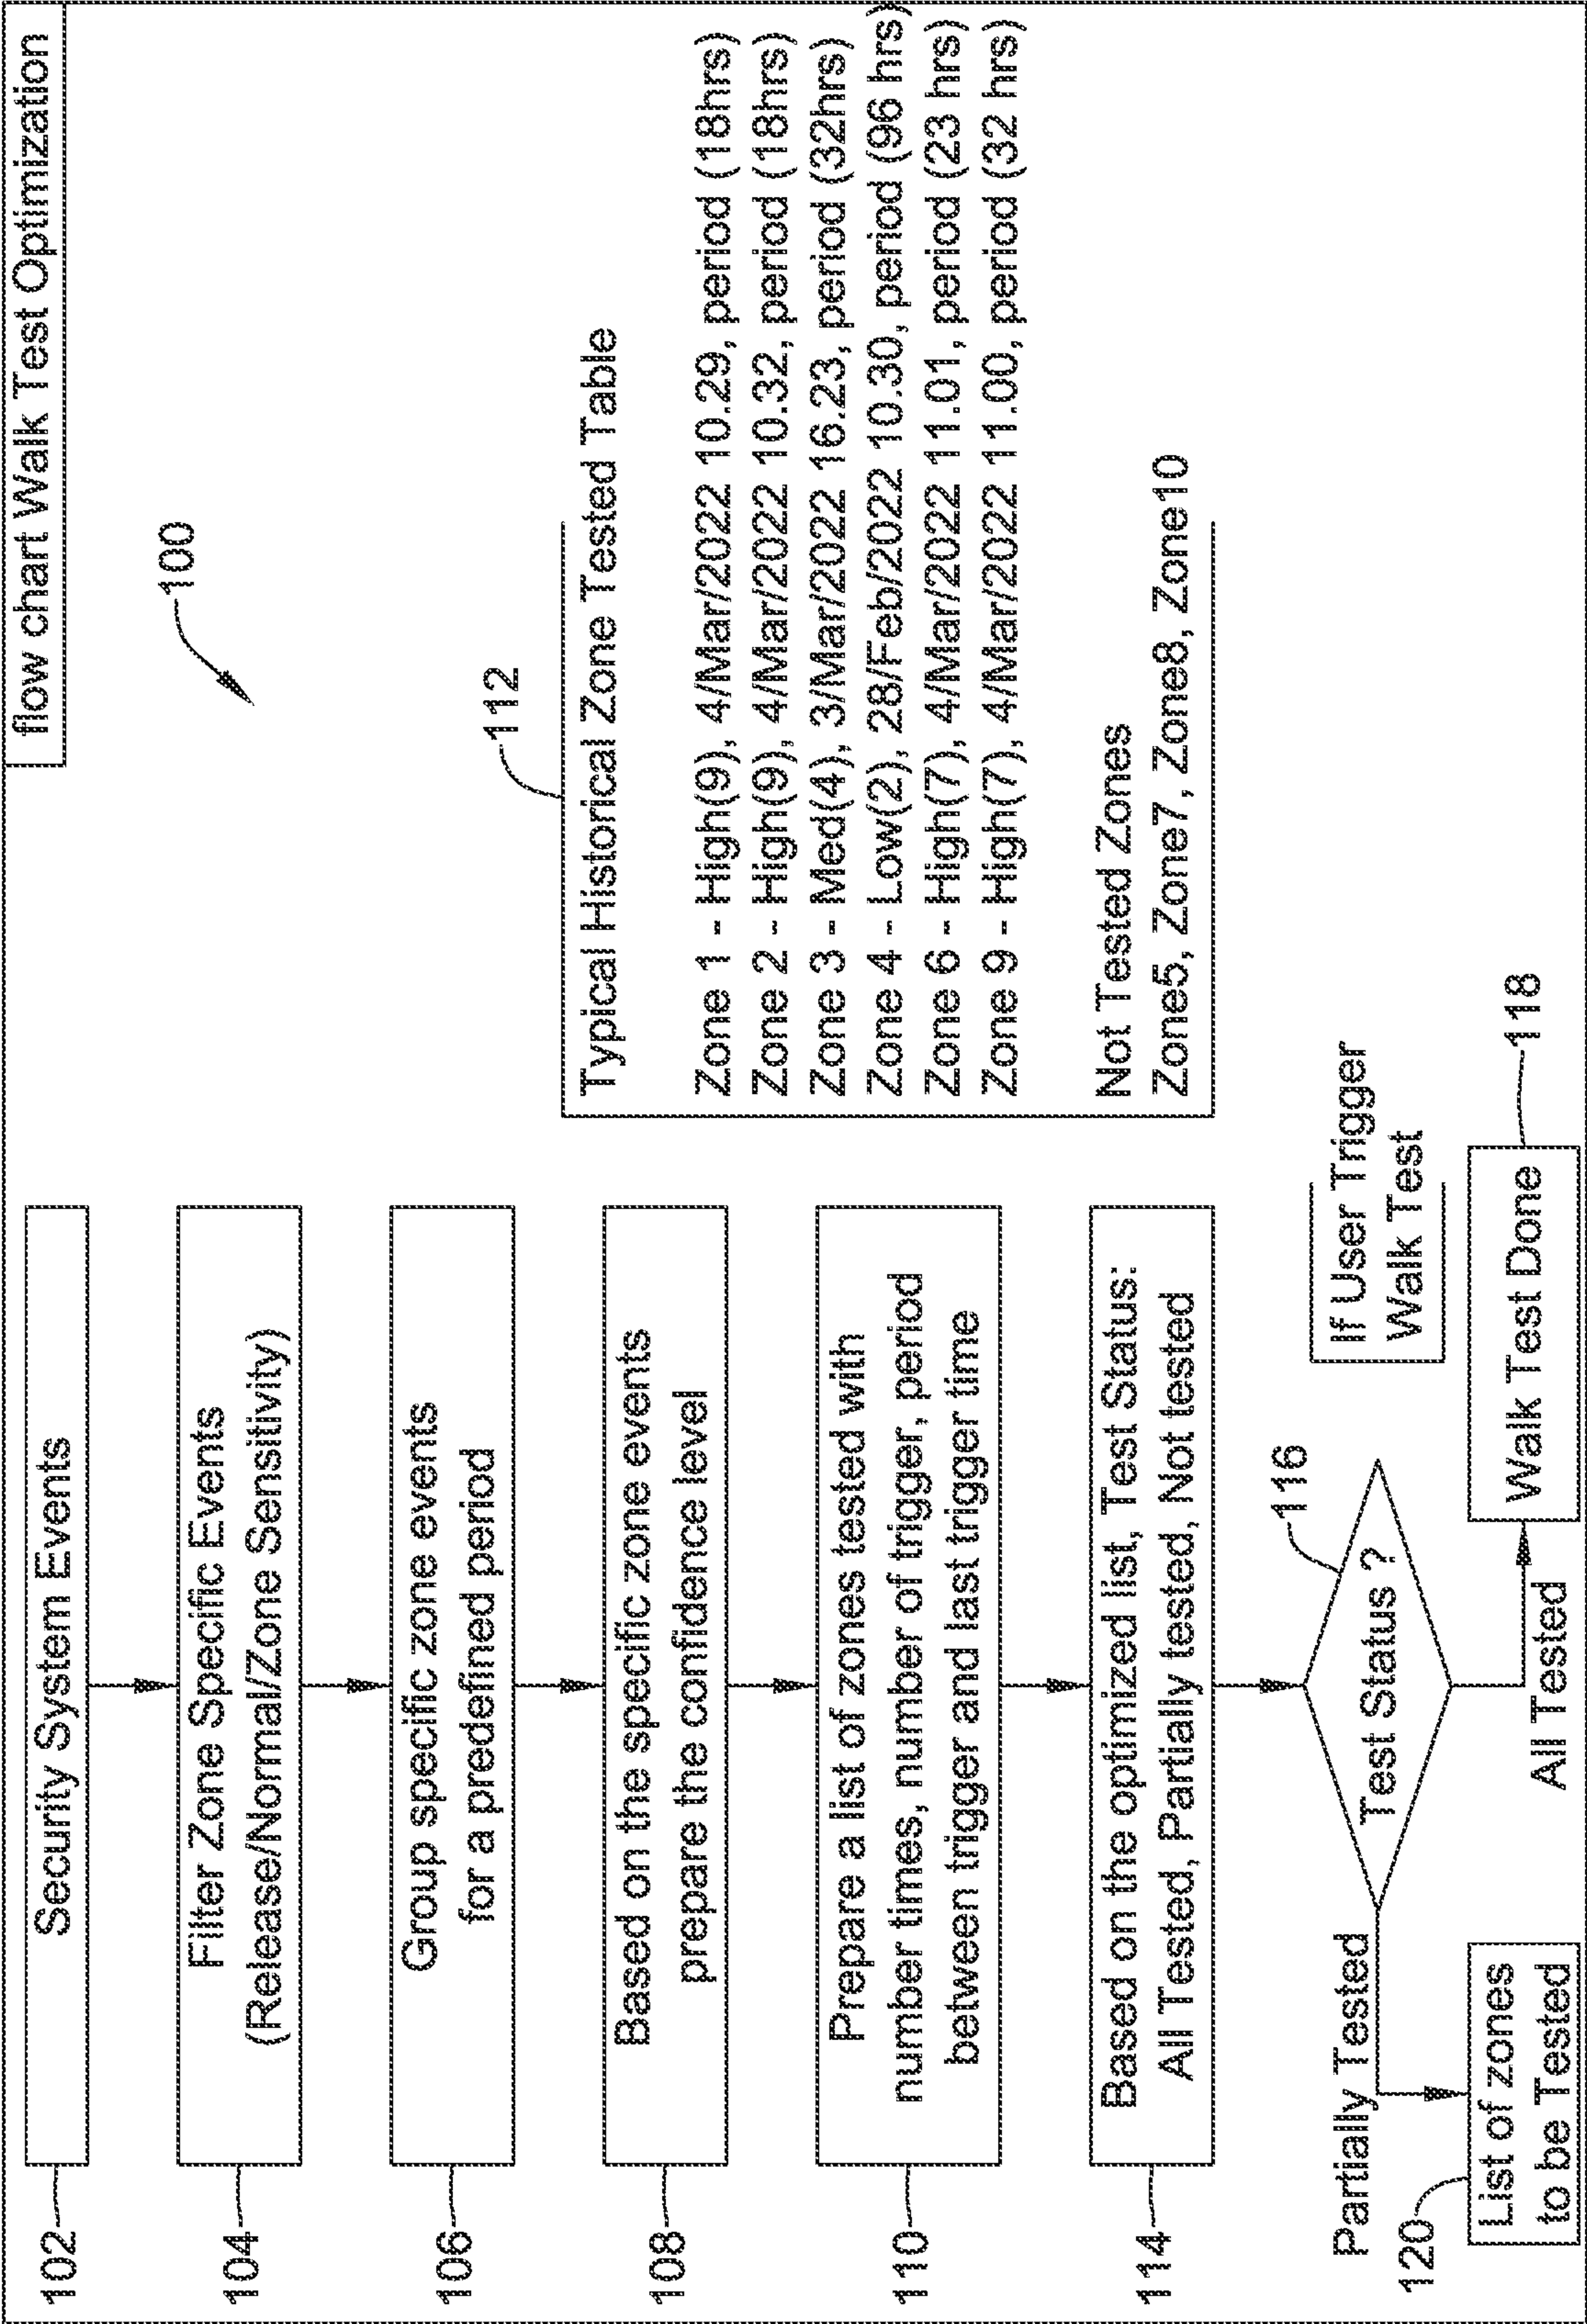 flow chart Walk Test Optimization
100
102
Security System Events
104
Filter Zone Specific Events
(Release/Normal/Zone Sensitivity)
106
Group specific zone events
for a predefined period
108
Based on the specific zone events
prepare the confidence level
110
Prepare a list of zones tested with
number times, number of trigger, period
between trigger and last trigger time
112
Typical Historical Zone Tested Table
Zone 1 - High(9), 4/Mar/2022 10.29, period (18hrs)
Zone 2 - High(9), 4/Mar/2022 10.32, period (18hrs)
Zone 3 - Med(4), 3/Mar/2022 16.23, period (32hrs)
Zone 4 - Low(2), 28/Feb/2022 10.30, period (96 hrs)
Zone 6 - High(7), 4/Mar/2022 11.01, period (23 hrs)
Zone 9 - High(7), 4/Mar/2022 11.00, period (32 hrs)
Not Tested Zones
Zone5, Zone7, Zone8, Zone10
114
Based on the optimized list, Test Status:
All Tested, Partially tested, Not tested
116
Test Status ?
If User Trigger
Walk Test
Partially Tested
All Tested
120
List of zones
to be Tested
Walk Test Done
118